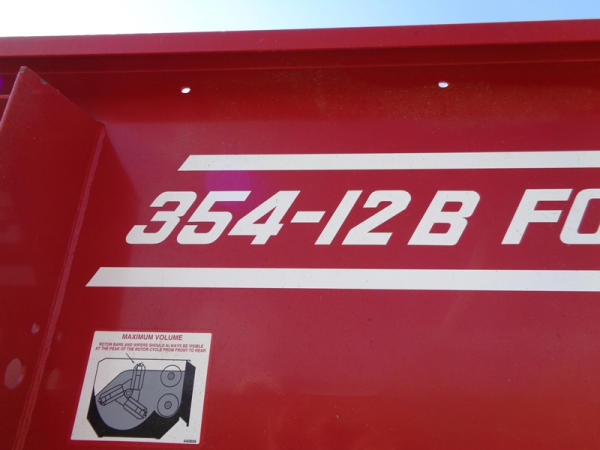 354-12B FO
MAXIMUM VOLUME
ROTOR BARS AND WIPERS SHOULD ALWAYS BE VISIBLE
AT THE PEAK OF THE ROTOR CYCLE FROM FRONT TO REAR